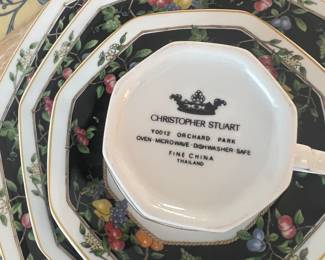 CHRISTOPHER STUART
Y0012 ORCHARD PARK
OVEN-MICROWAVE-DISHWASHER SAFE
FINE CHINA
THAILAND